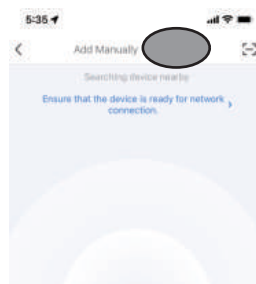 5:35
Add Manually
Searching device nearby
Ensure that the device is ready for network
connection.